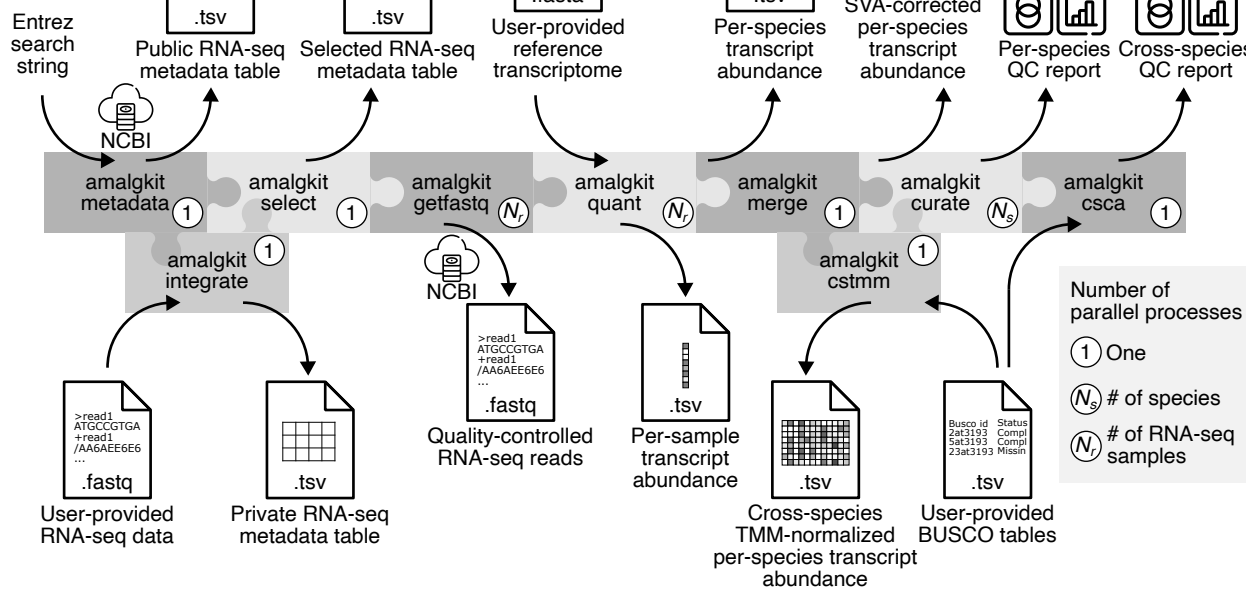 Entrez
search
string
.tsv
Public RNA-seq
metadata table
.tsv
Selected RNA-seq
metadata table
User-provided
reference
transcriptome
Per-species
transcript
abundance
SVA-corrected
per-species
transcript
abundance
Per-species
QC report
Cross-species
QC report
NCBI
amalgkit
metadata
1
amalgkit
select
1
amalgkit
getfastq
Nr
amalgkit
quant
Nr
amalgkit
merge
1
amalgkit
curate
Ns
amalgkit
csca
1
amalgkit
integrate
1
NCBI
amalgkit
cstmm
1
>read1
ATGCCGTGA
+read1
/AA6AEE6E6
...
.fastq
User-provided
RNA-seq data
.tsv
Private RNA-seq
metadata table
>read1
ATGCCGTGA
+read1
/AA6AEE6E6
...
.fastq
Quality-controlled
RNA-seq reads
.tsv
Per-sample
transcript
abundance
.tsv
Cross-species
TMM-normalized
per-species transcript
abundance
Busco id Status
2at3193 Compl
5at3193 Compl
23at3193 Missin
.tsv
User-provided
BUSCO tables
Number of
parallel processes
1 One
Ns # of species
Nr # of RNA-seq
samples